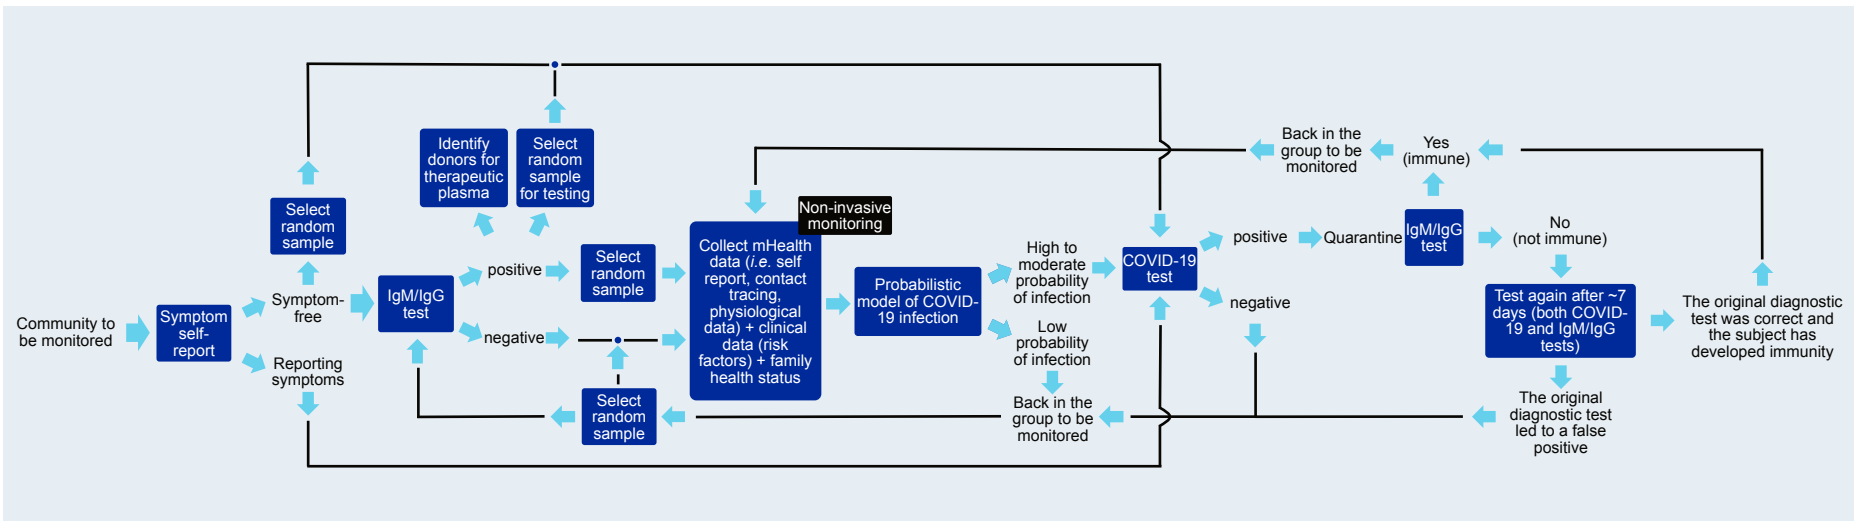 Community to
be monitored
Symptom
self-
report
Symptom-
free
Reporting
symptoms
Select
random
sample
IgM/IgG
test
Identify
donors for
therapeutic
plasma
Select
random
sample
for testing
positive
negative
Select
random
sample
Select
random
sample
Non-invasive
monitoring
Collect mHealth
data (i.e. self
report, contact
tracing,
physiological
data) + clinical
data (risk
factors) + family
health status
Probabilistic
model of COVID-
19 infection
High to
moderate
probability
of infection
Low
probability
of infection
Back in the
group to be
monitored
COVID-19
test
positive
negative
Quarantine
IgM/IgG
test
Yes
(immune)
Back in the
group to be
monitored
No
(not immune)
Test again after ~7
days (both COVID-
19 and IgM/IgG
tests)
The original diagnostic
test was correct and
the subject has
developed immunity
The original
diagnostic test
led to a false
positive